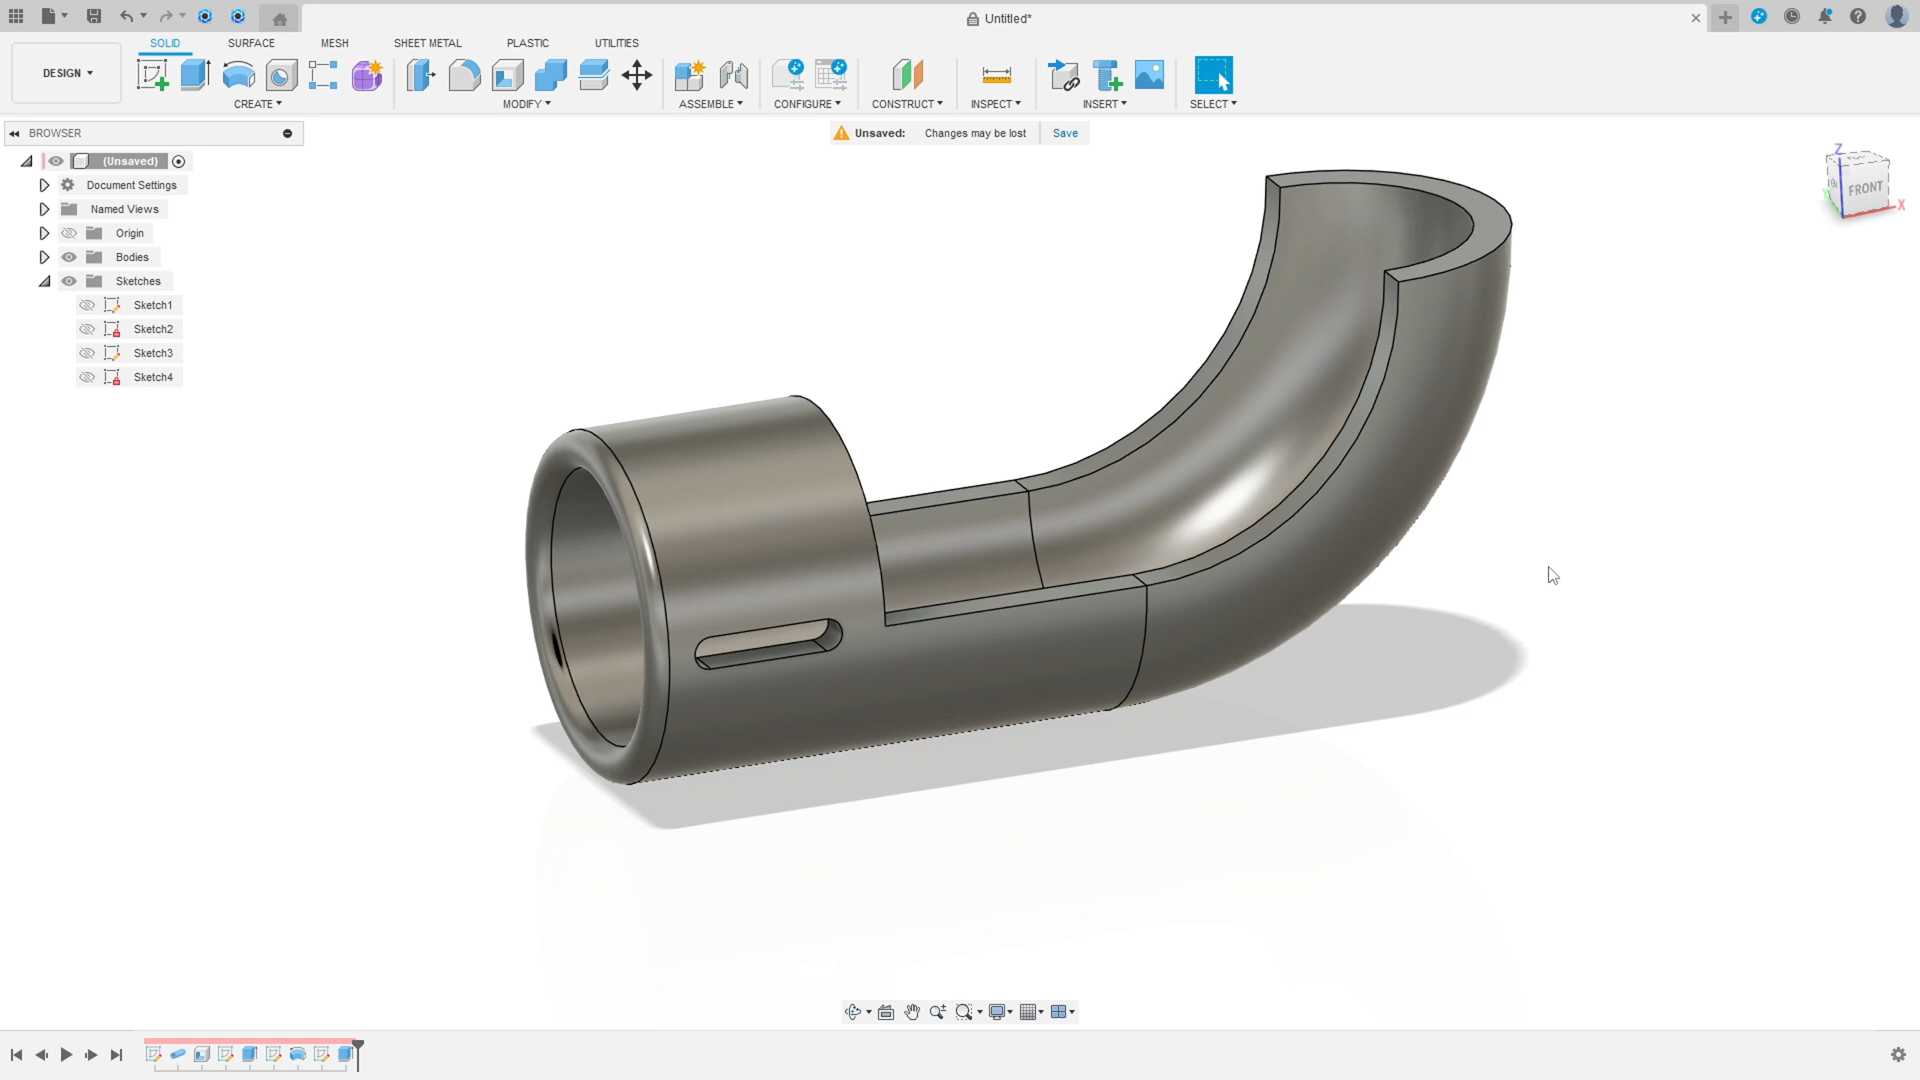 Untitled*
SOLID SURFACE MESH SHEET METAL PLASTIC UTILITIES
DESIGN
CREATE MODIFY ASSEMBLE CONFIGURE CONSTRUCT INSPECT INSERT SELECT
BROWSER
Unsaved: Changes may be lost Save
(Unsaved)
Document Settings
Named Views
Origin
Bodies
Sketches
Sketch1
Sketch2
Sketch3
Sketch4
Z
FRONT
X